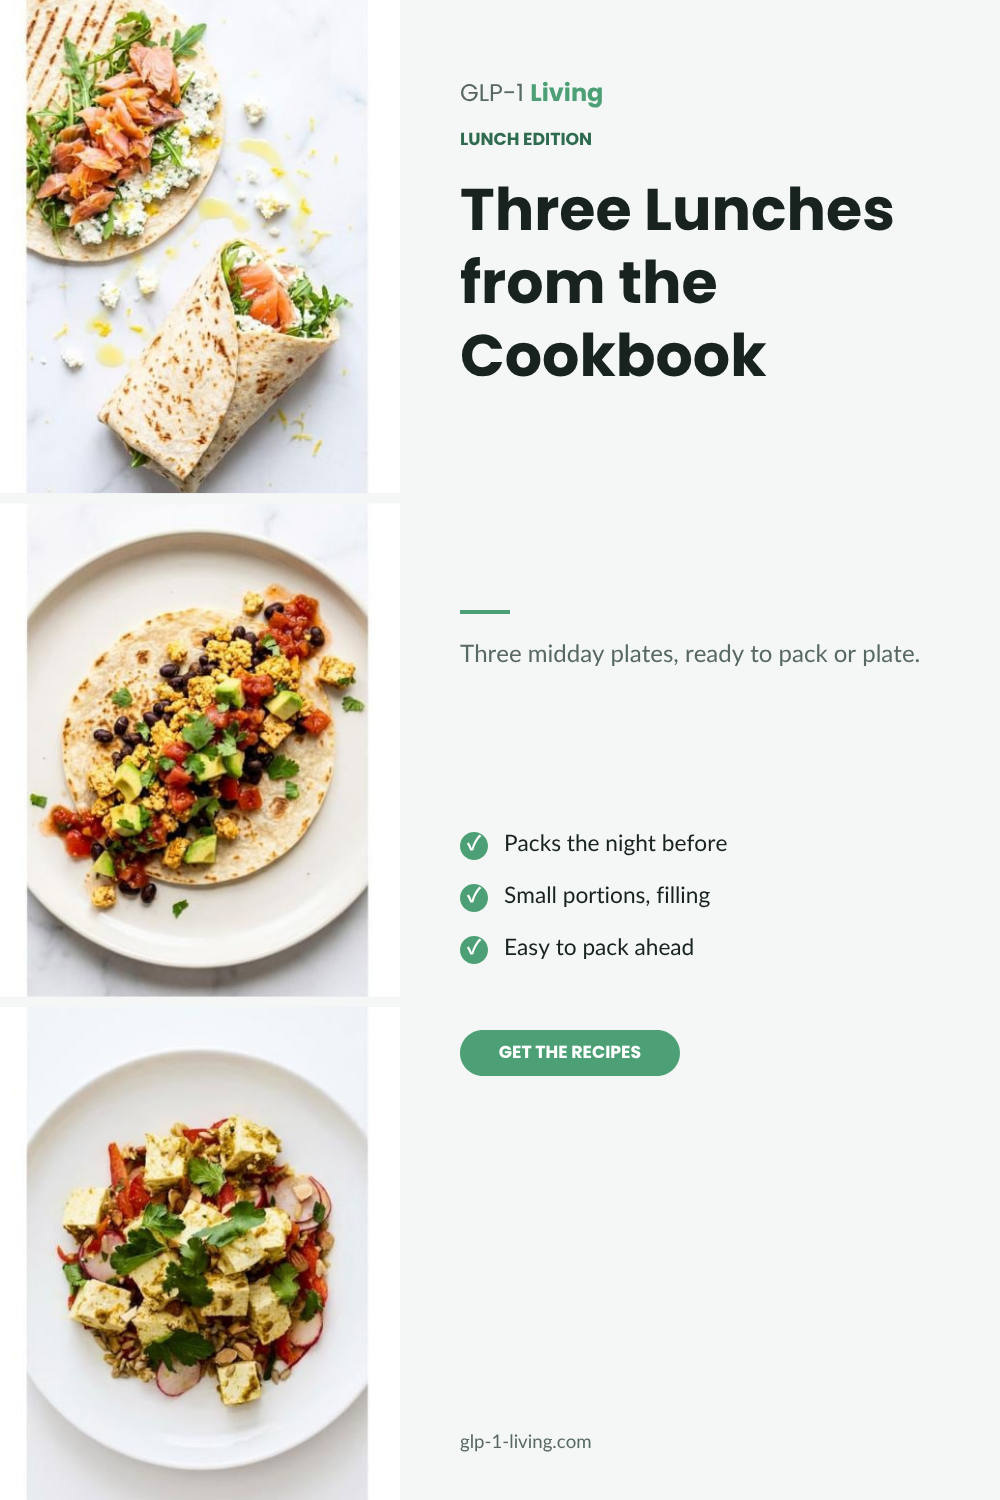 GLP-1 Living
LUNCH EDITION
Three Lunches
from the
Cookbook
Three midday plates, ready to pack or plate.
Packs the night before
Small portions, filling
Easy to pack ahead
GET THE RECIPES
glp-1-living.com